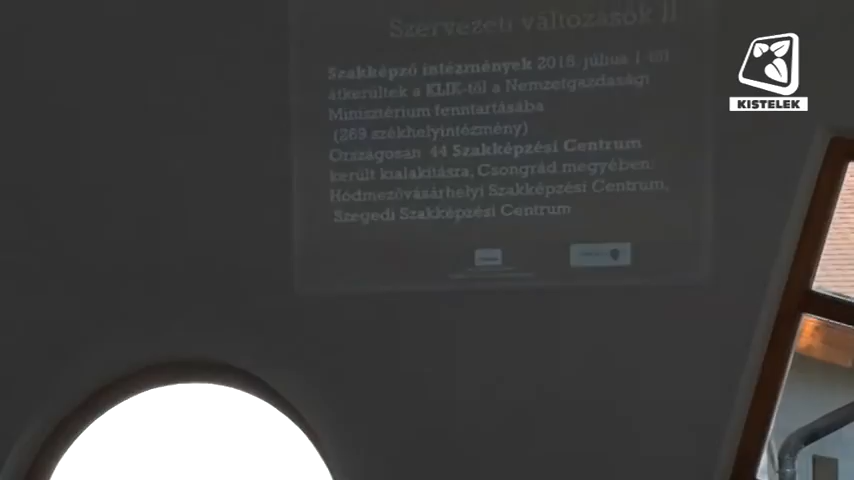 Szervezeti változások II
Szakképző intézmények 2015. július 1-től
átkerültek a KLIK-től a Nemzetgazdasági
Minisztérium fenntartásába
(269 székhelyintézmény)
Országosan 44 Szakképzési Centrum
került kialakításra, Csongrád megyében:
Hódmezővásárhelyi Szakképzési Centrum,
Szegedi Szakképzési Centrum
KISTELEK